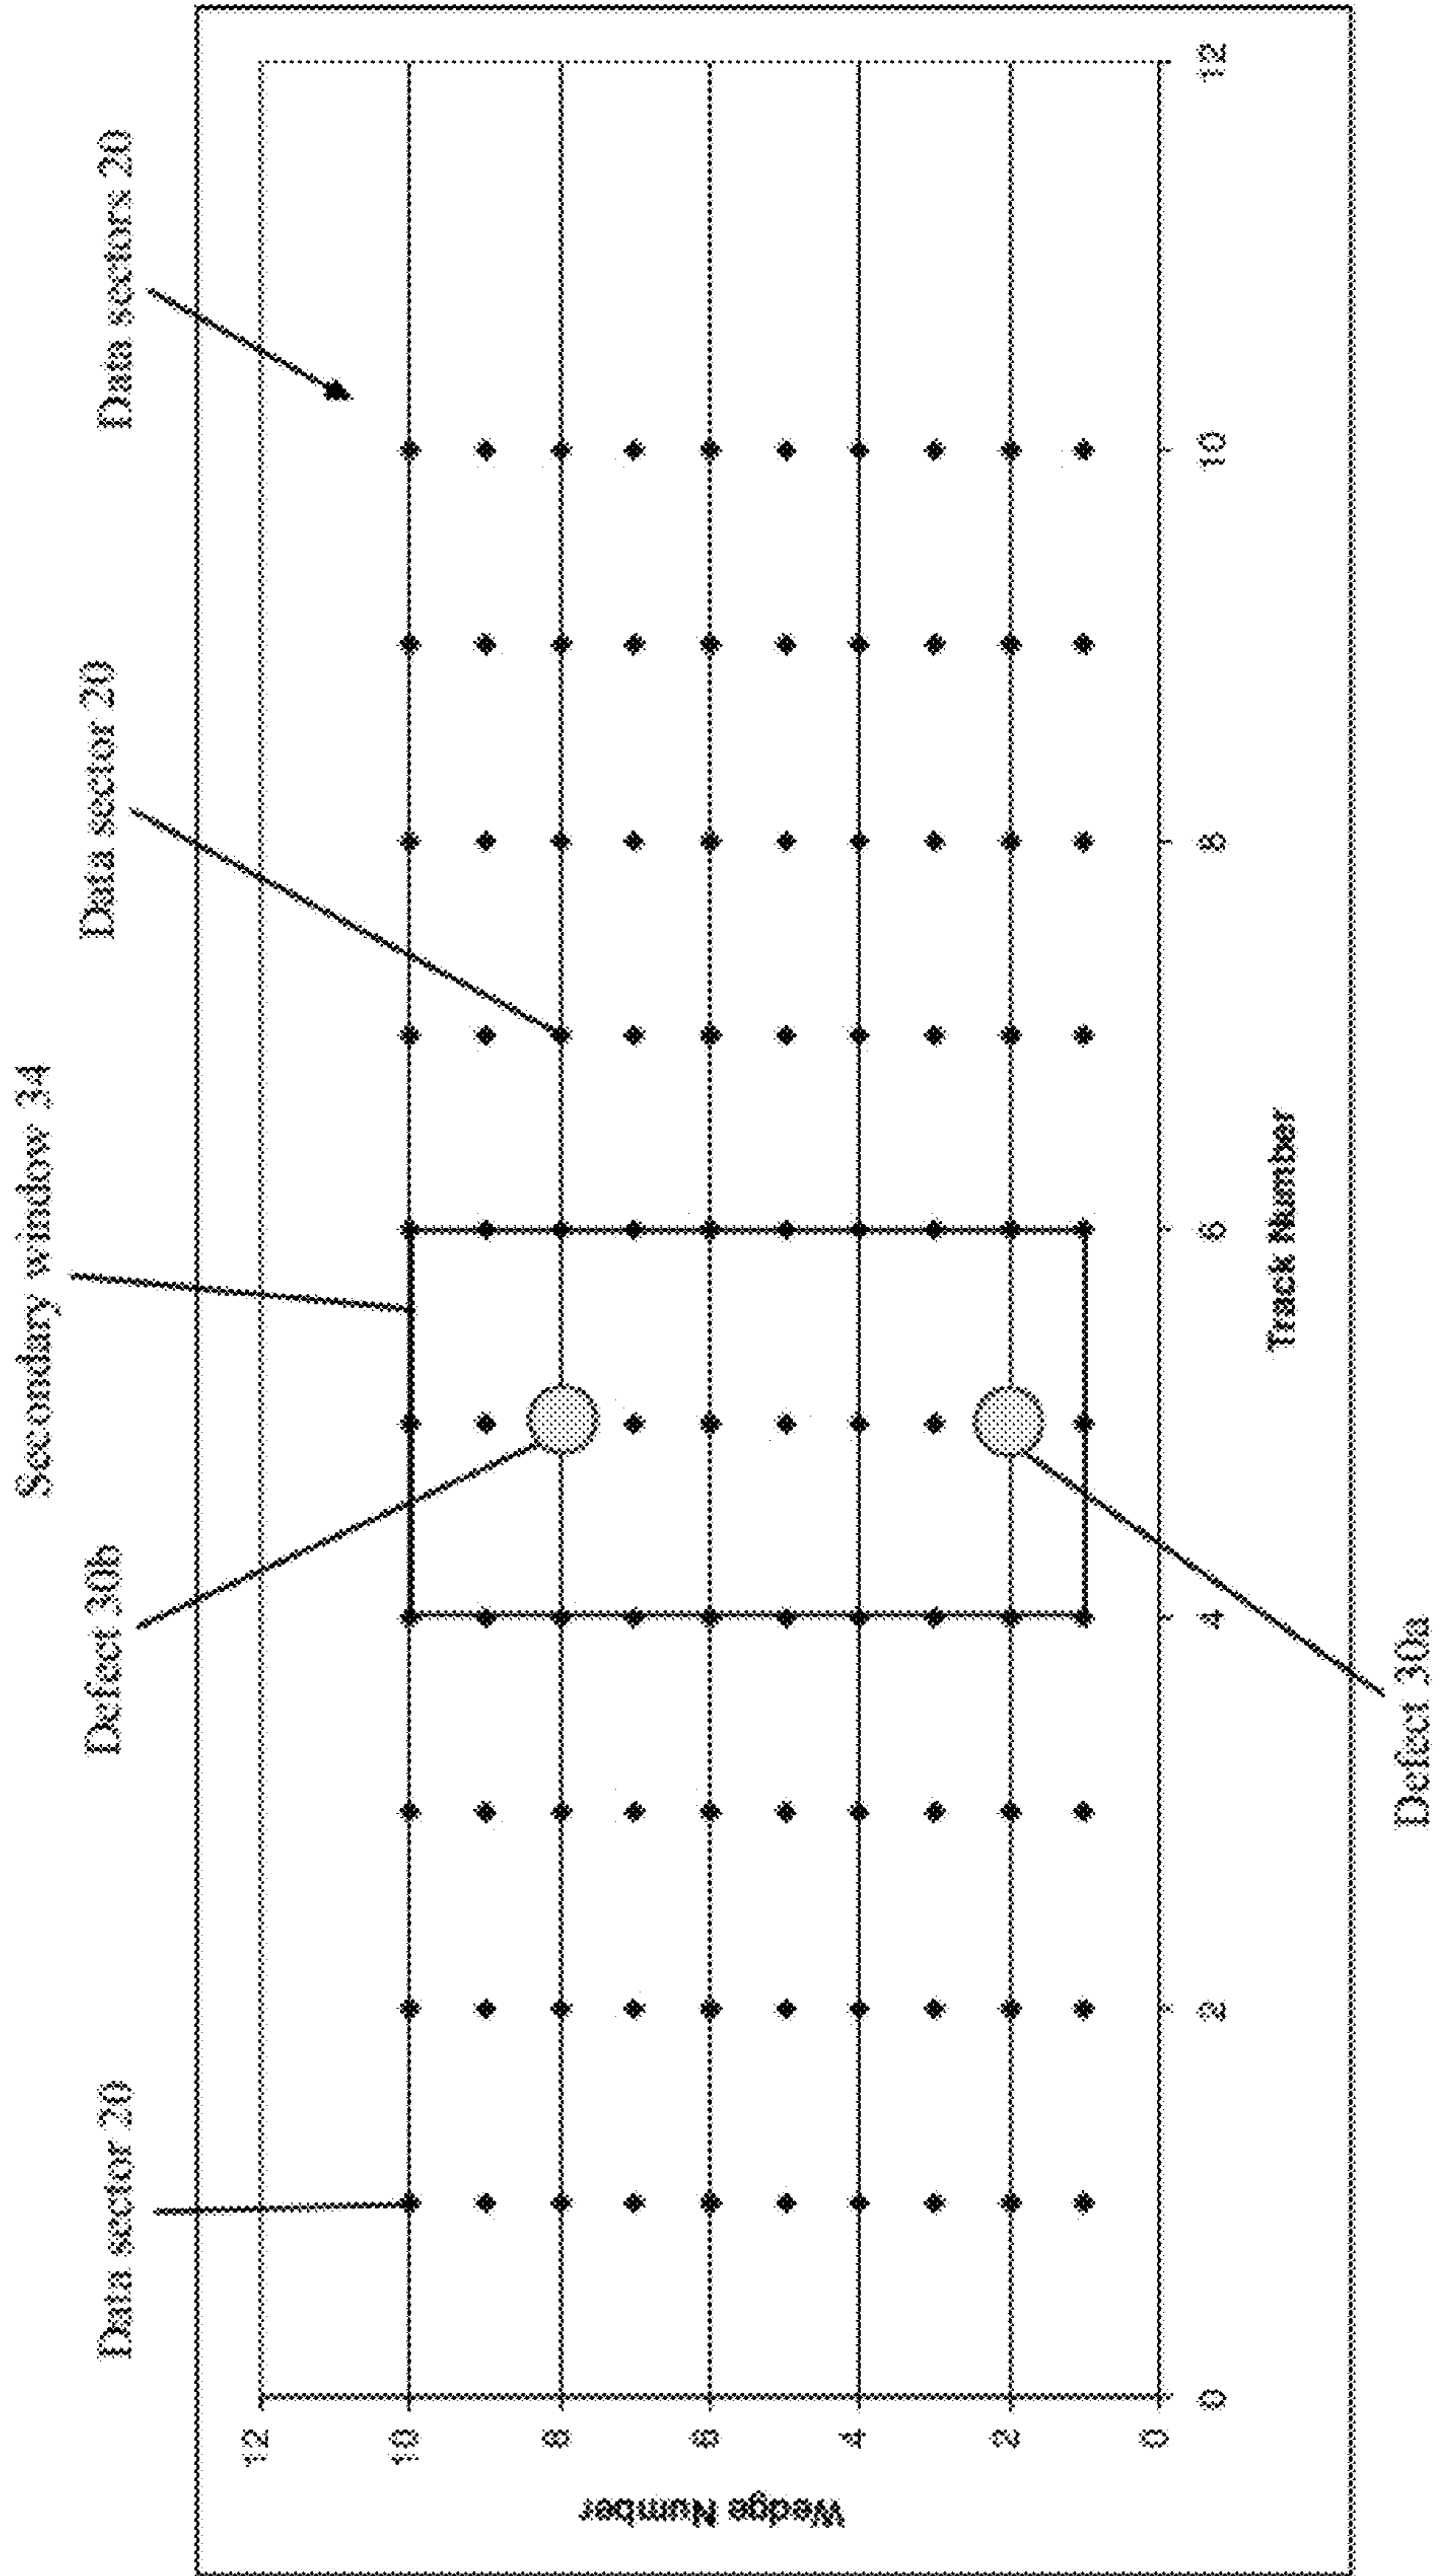 Data sector 20
Defect 30b
Secondary window 34
Data sector 20
Data sectors 20
Wedge Number
12
10
8
6
4
2
0
0
2
4
6
8
10
12
Track Number
Defect 30a